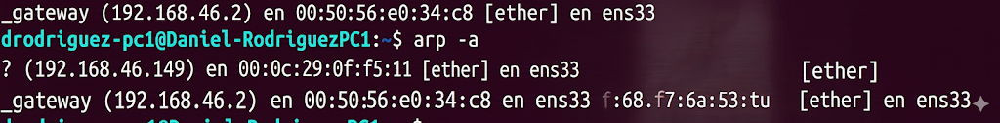 _gateway (192.168.46.2) en 00:50:56:e0:34:c8 [ether] en ens33
drodriguez-pc1@Daniel-RodriguezPC1:~$ arp -a
? (192.168.46.149) en 00:0c:29:0f:f5:11 [ether] en ens33 [ether]
_gateway (192.168.46.2) en 00:50:56:e0:34:c8 en ens33 f:68.f7:6a:53:tu [ether] en ens33